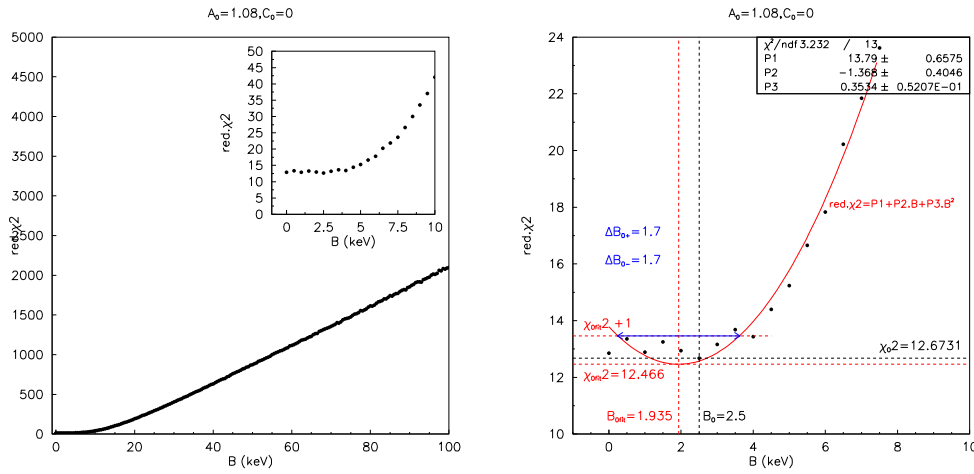 A₀=1.08,C₀=0
red.χ2
5000
4500
4000
3500
3000
2500
2000
1500
1000
500
0
0
20
40
60
80
100
B (keV)
red.χ2
50
45
40
35
30
25
20
15
10
5
0
0
2.5
5
7.5
10
B (keV)
A₀=1.08,C₀=0
red.χ2
24
22
20
18
16
14
12
10
0
2
4
6
8
10
B (keV)
χ²/ndf 3.232 / 13
P1 13.79 ± 0.6575
P2 -1.368 ± 0.4046
P3 0.3534 ± 0.5207E-01
red.χ2=P1+P2.B+P3.B²
ΔB₀₊=1.7
ΔB₀₋=1.7
χ₀fit2+1
χ₀2=12.6731
χ₀fit2=12.466
B₀fit=1.935
B₀=2.5